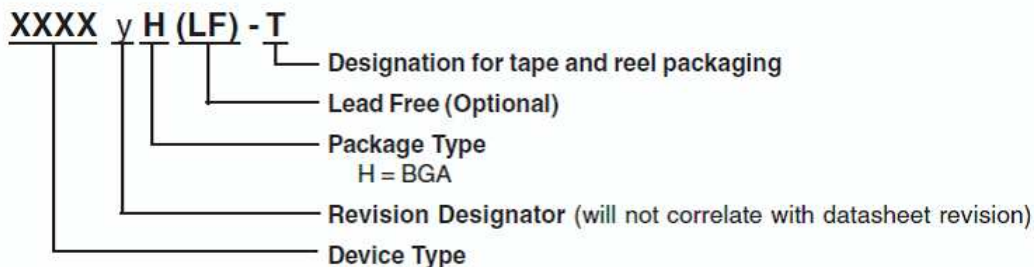 XXXX y H (LF) - T
Designation for tape and reel packaging
Lead Free (Optional)
Package Type
H = BGA
Revision Designator (will not correlate with datasheet revision)
Device Type